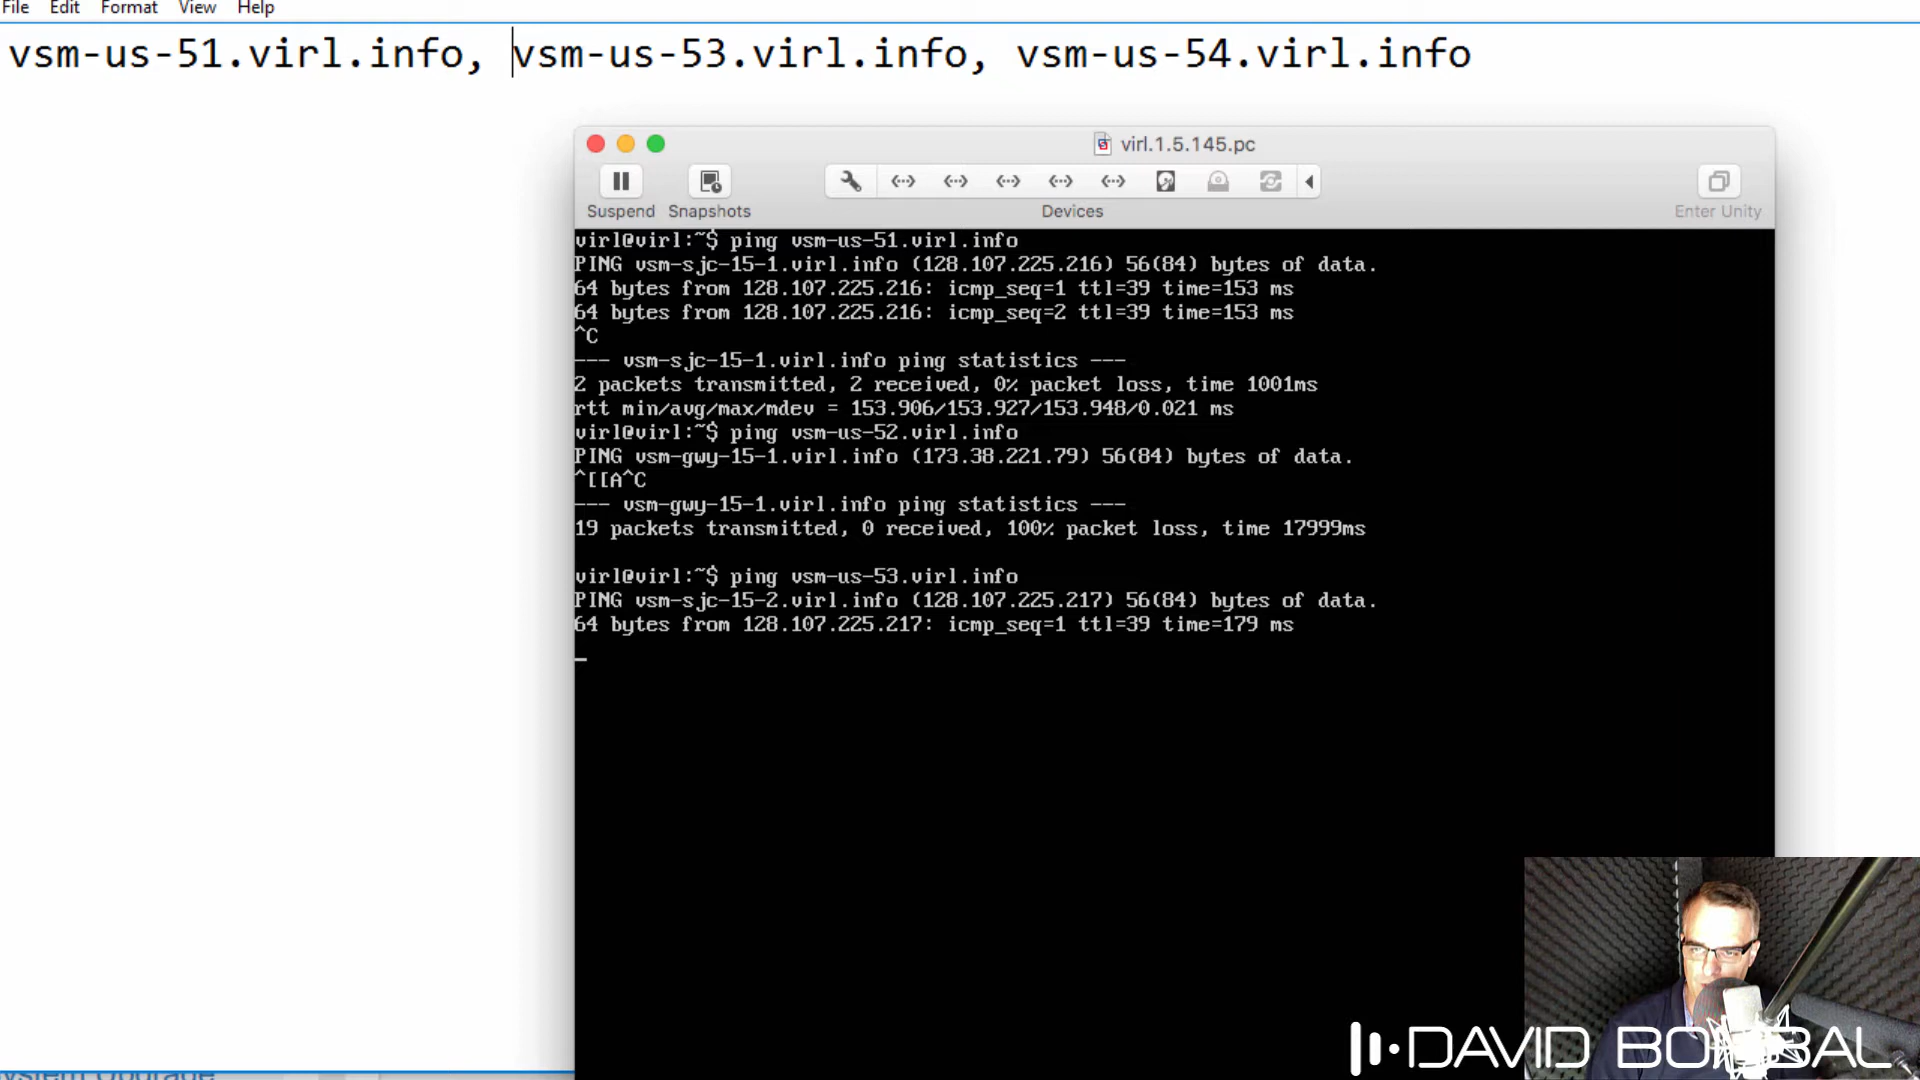 File Edit Format View Help
vsm-us-51.virl.info, vsm-us-53.virl.info, vsm-us-54.virl.info
virl.1.5.145.pc
Suspend Snapshots Devices Enter Unity
virl@virl:~$ ping vsm-us-51.virl.info
PING vsm-sjc-15-1.virl.info (128.107.225.216) 56(84) bytes of data.
64 bytes from 128.107.225.216: icmp_seq=1 ttl=39 time=153 ms
64 bytes from 128.107.225.216: icmp_seq=2 ttl=39 time=153 ms
^C
--- vsm-sjc-15-1.virl.info ping statistics ---
2 packets transmitted, 2 received, 0% packet loss, time 1001ms
rtt min/avg/max/mdev = 153.906/153.927/153.948/0.021 ms
virl@virl:~$ ping vsm-us-52.virl.info
PING vsm-gwy-15-1.virl.info (173.38.221.79) 56(84) bytes of data.
^[[A^C
--- vsm-gwy-15-1.virl.info ping statistics ---
19 packets transmitted, 0 received, 100% packet loss, time 17999ms
virl@virl:~$ ping vsm-us-53.virl.info
PING vsm-sjc-15-2.virl.info (128.107.225.217) 56(84) bytes of data.
64 bytes from 128.107.225.217: icmp_seq=1 ttl=39 time=179 ms
DAVID BOMBAL